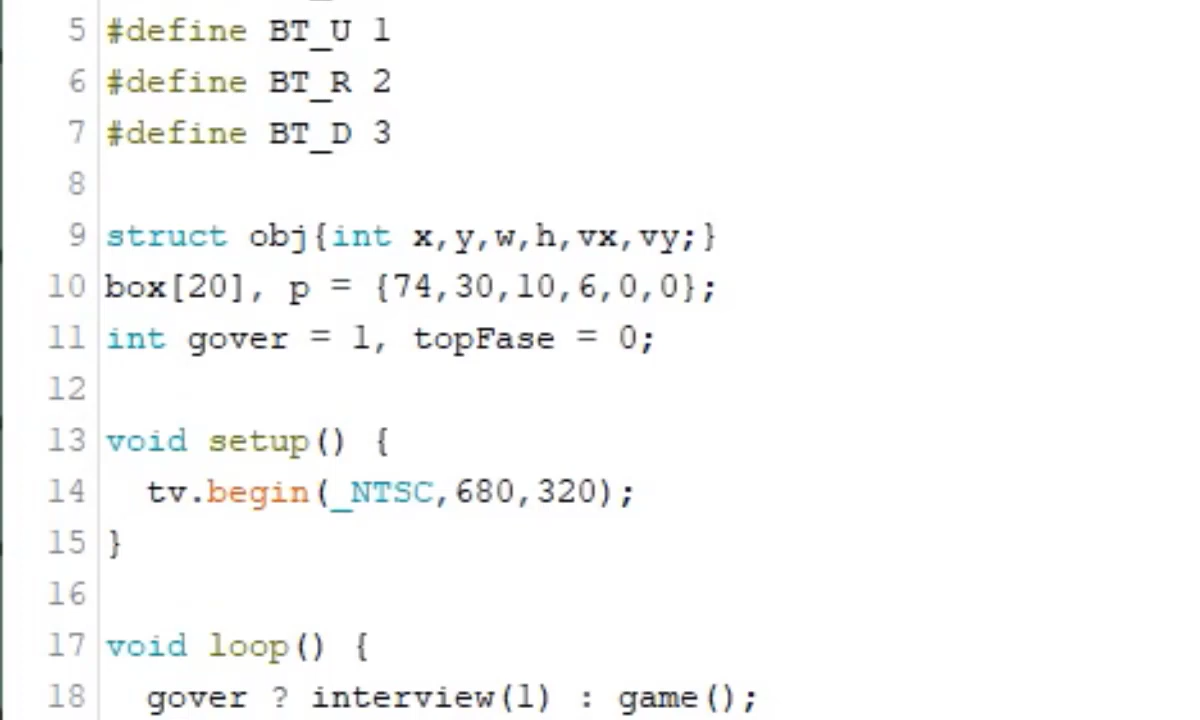 5 #define BT_U 1
6 #define BT_R 2
7 #define BT_D 3
8
9 struct obj{int x,y,w,h,vx,vy;}
10 box[20], p = {74,30,10,6,0,0};
11 int gover = 1, topFase = 0;
12
13 void setup() {
14 tv.begin(_NTSC,680,320);
15 }
16
17 void loop() {
18 gover ? interview(1) : game();